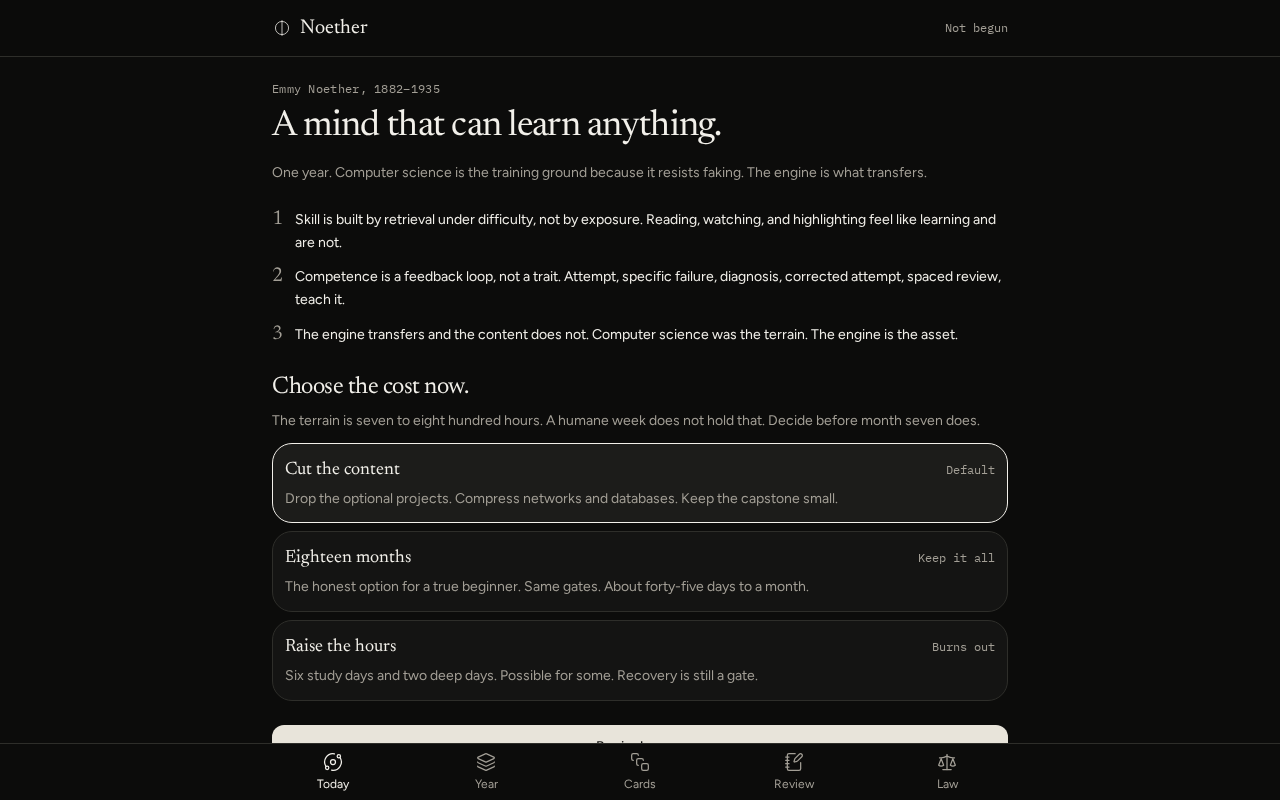 Noether
Not begun
Emmy Noether, 1882–1935
A mind that can learn anything.
One year. Computer science is the training ground because it resists faking. The engine is what transfers.
1 Skill is built by retrieval under difficulty, not by exposure. Reading, watching, and highlighting feel like learning and
are not.
2 Competence is a feedback loop, not a trait. Attempt, specific failure, diagnosis, corrected attempt, spaced review,
teach it.
3 The engine transfers and the content does not. Computer science was the terrain. The engine is the asset.
Choose the cost now.
The terrain is seven to eight hundred hours. A humane week does not hold that. Decide before month seven does.
Cut the content
Default
Drop the optional projects. Compress networks and databases. Keep the capstone small.
Eighteen months
Keep it all
The honest option for a true beginner. Same gates. About forty-five days to a month.
Raise the hours
Burns out
Six study days and two deep days. Possible for some. Recovery is still a gate.
Today
Year
Cards
Review
Law